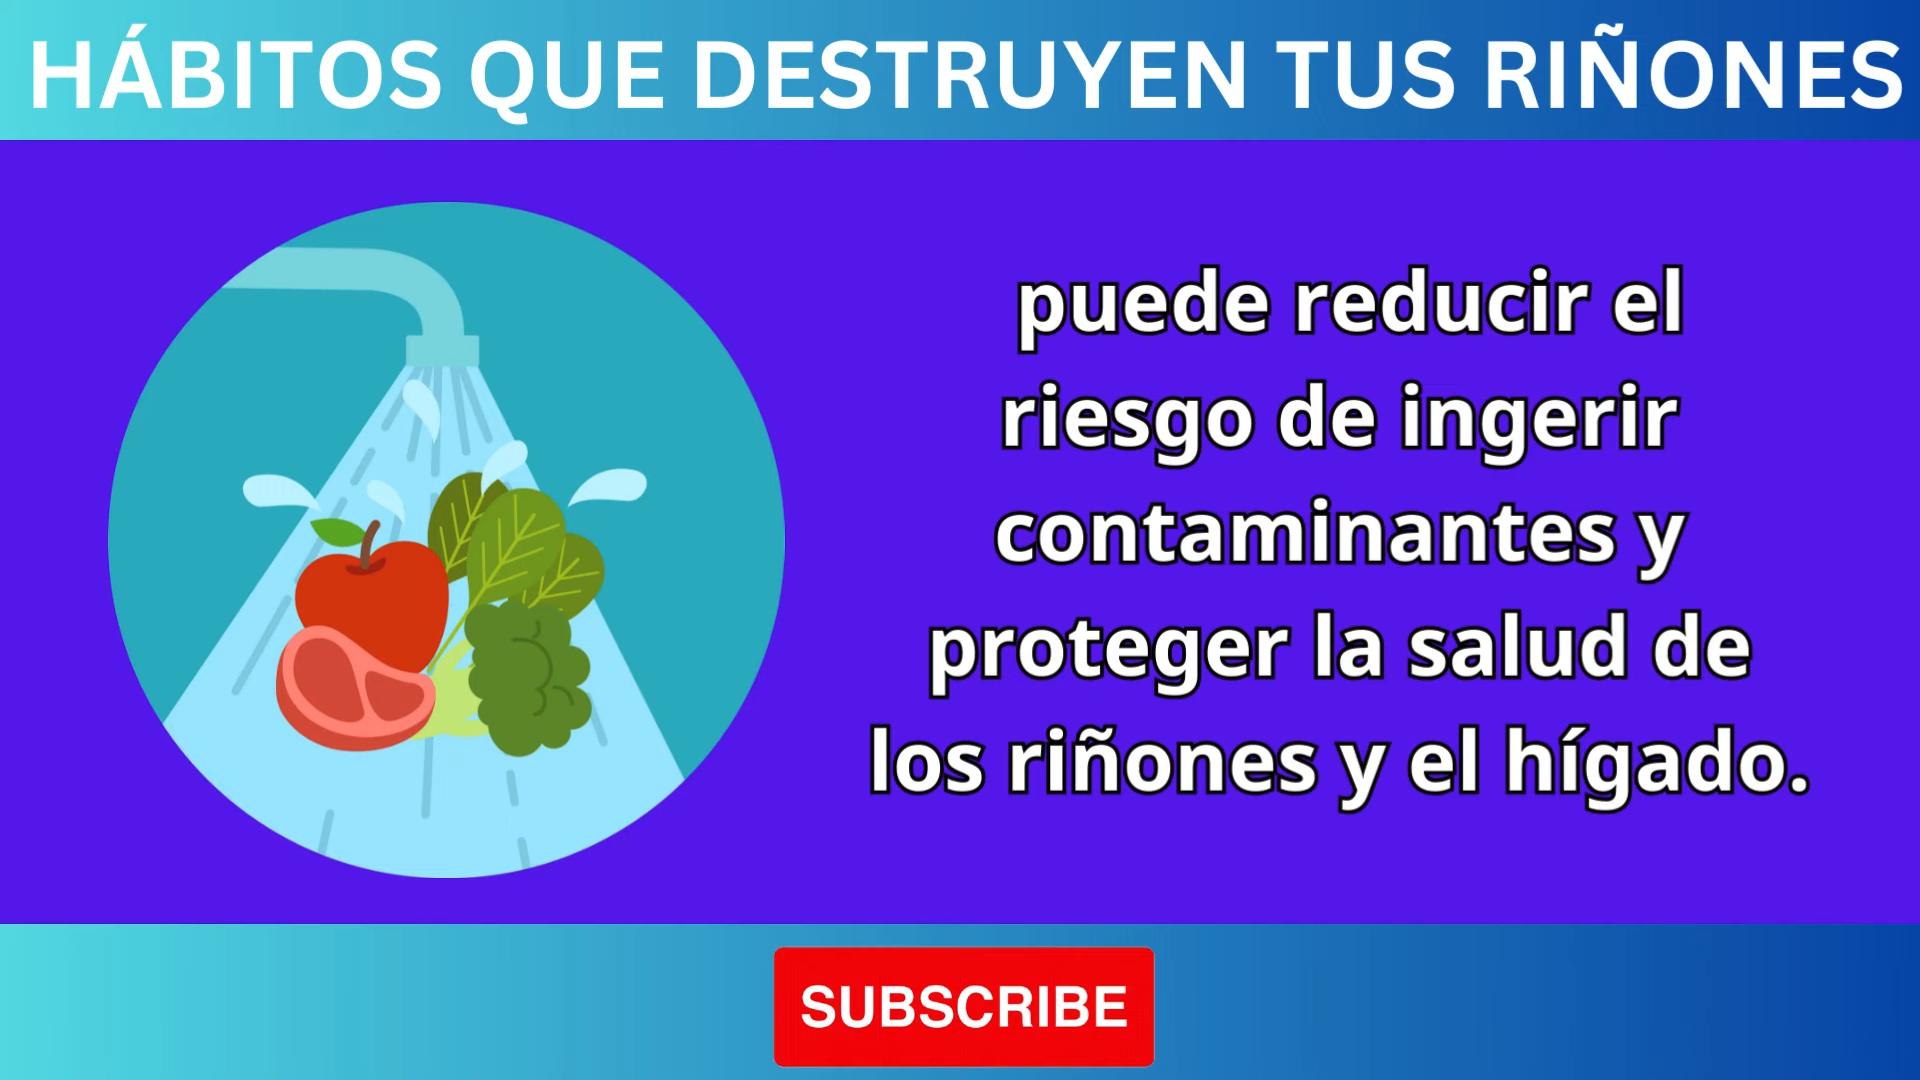 HÁBITOS QUE DESTRUYEN TUS RIÑONES
puede reducir el
riesgo de ingerir
contaminantes y
proteger la salud de
los riñones y el hígado.
SUBSCRIBE